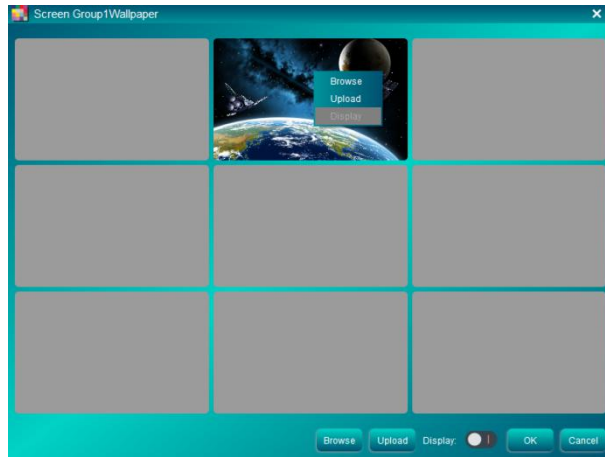 Screen Group1Wallpaper
Browse
Upload
Display
Browse Upload Display: OK Cancel